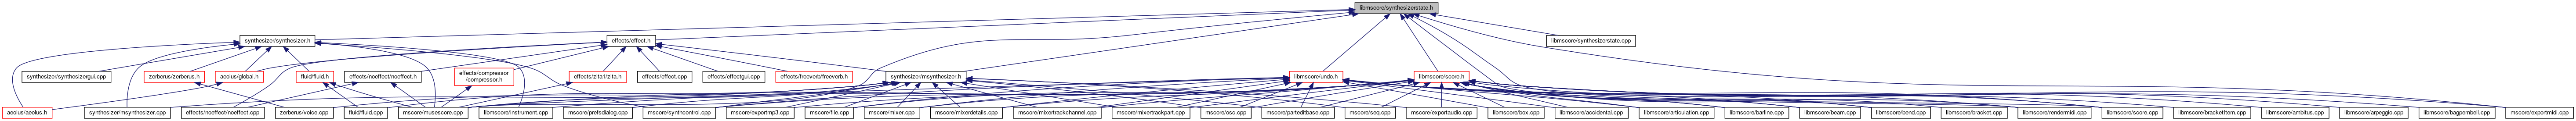 libmscore/synthesizerstate.h
synthesizer/synthesizer.h
effects/effect.h
libmscore/synthesizerstate.cpp
synthesizer/synthesizergui.cpp
zerberus/zerberus.h
aeolus/global.h
fluid/fluid.h
effects/noeffect/noeffect.h
effects/compressor
/compressor.h
effects/zita1/zita.h
effects/effect.cpp
effects/effectgui.cpp
effects/freeverb/freeverb.h
synthesizer/msynthesizer.h
libmscore/undo.h
libmscore/score.h
aeolus/aeolus.h
synthesizer/msynthesizer.cpp
effects/noeffect/noeffect.cpp
zerberus/voice.cpp
fluid/fluid.cpp
mscore/musescore.cpp
libmscore/instrument.cpp
mscore/prefsdialog.cpp
mscore/synthcontrol.cpp
mscore/exportmp3.cpp
mscore/file.cpp
mscore/mixer.cpp
mscore/mixerdetails.cpp
mscore/mixertrackchannel.cpp
mscore/mixertrackpart.cpp
mscore/osc.cpp
mscore/parteditbase.cpp
mscore/seq.cpp
mscore/exportaudio.cpp
libmscore/box.cpp
libmscore/accidental.cpp
libmscore/articulation.cpp
libmscore/barline.cpp
libmscore/beam.cpp
libmscore/bend.cpp
libmscore/bracket.cpp
libmscore/rendermidi.cpp
libmscore/score.cpp
libmscore/bracketItem.cpp
libmscore/ambitus.cpp
libmscore/arpeggio.cpp
libmscore/bagpembell.cpp
mscore/exportmidi.cpp